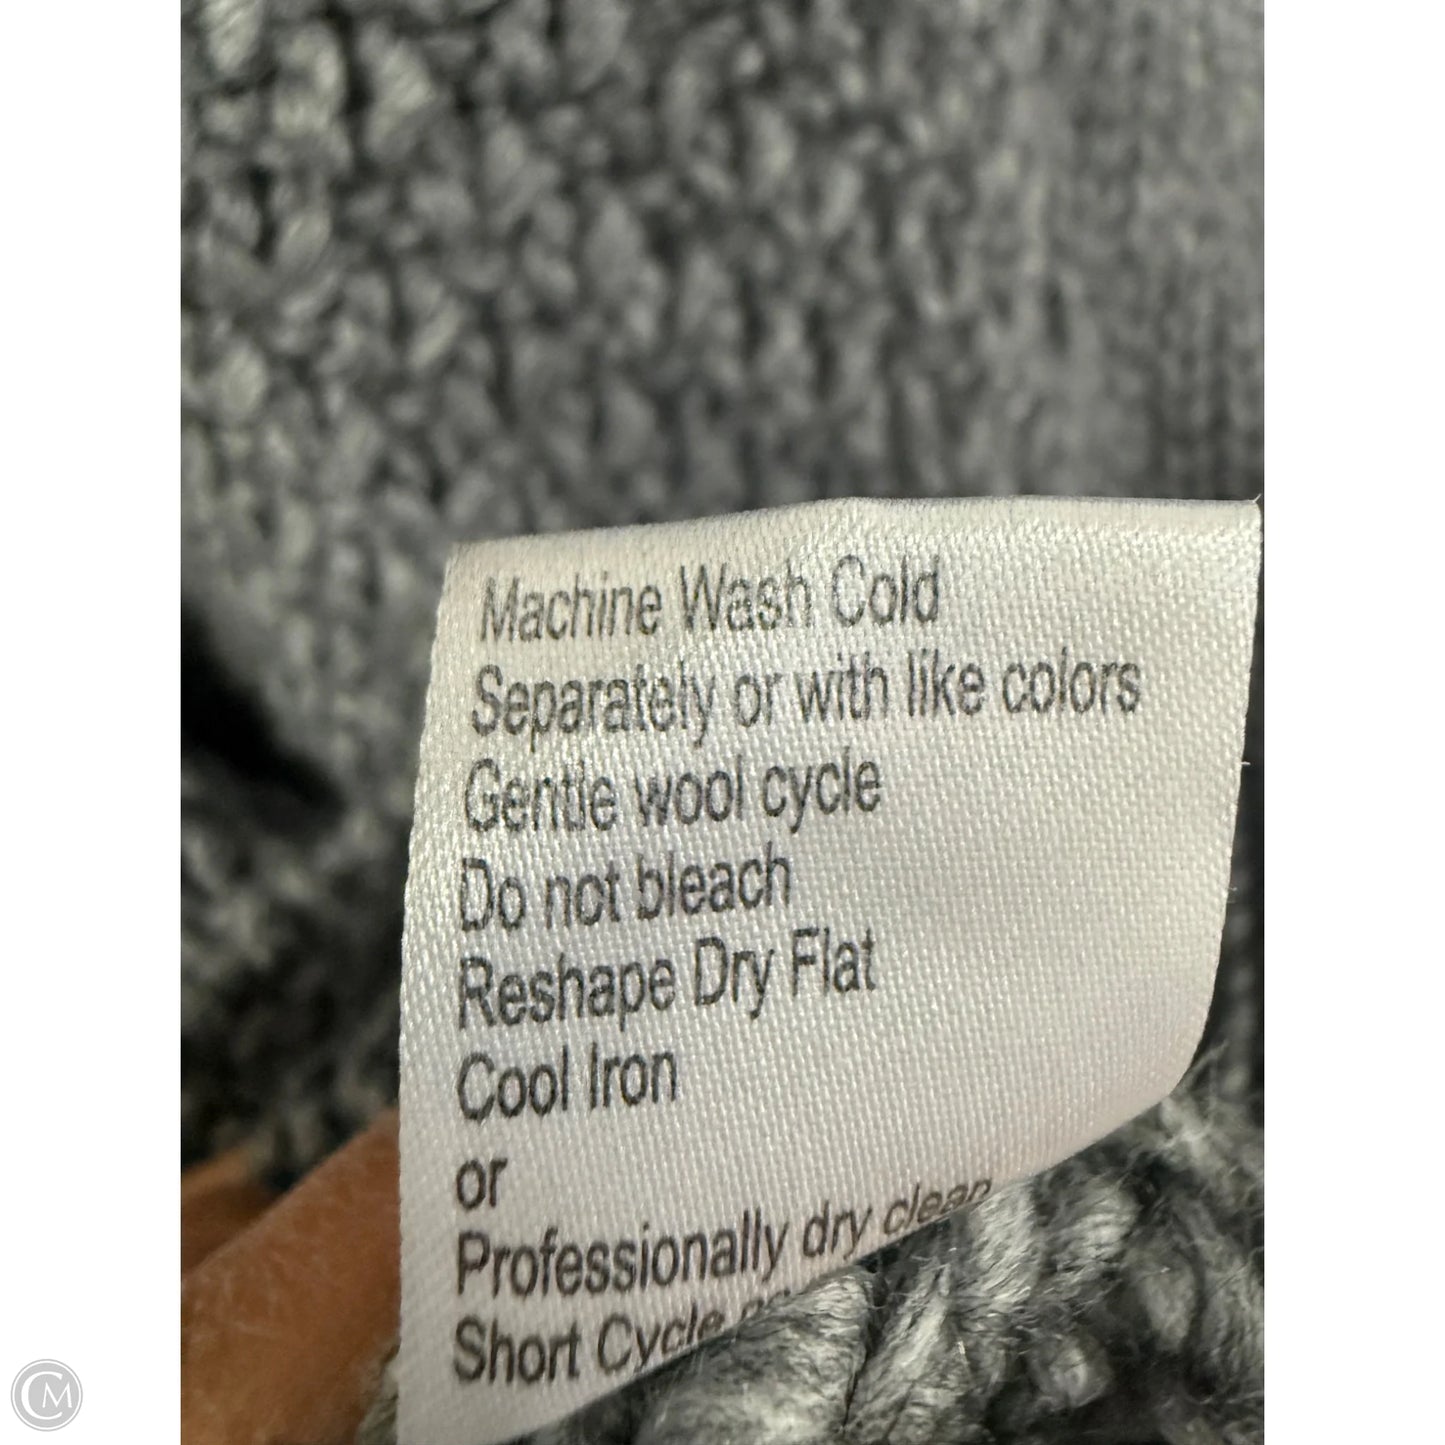 Machine Wash Cold
Separately or with like colors
Gentle wool cycle
Do not bleach
Reshape Dry Flat
Cool Iron
or
Professionally dry clean
Short Cycle
CM